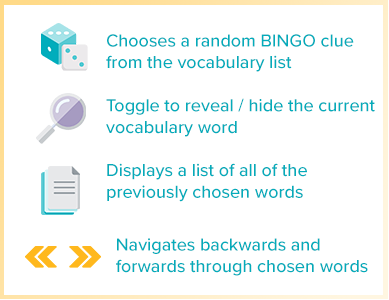 Chooses a random BINGO clue
from the vocabulary list
Toggle to reveal / hide the current
vocabulary word
Displays a list of all of the
previously chosen words
Navigates backwards and
forwards through chosen words